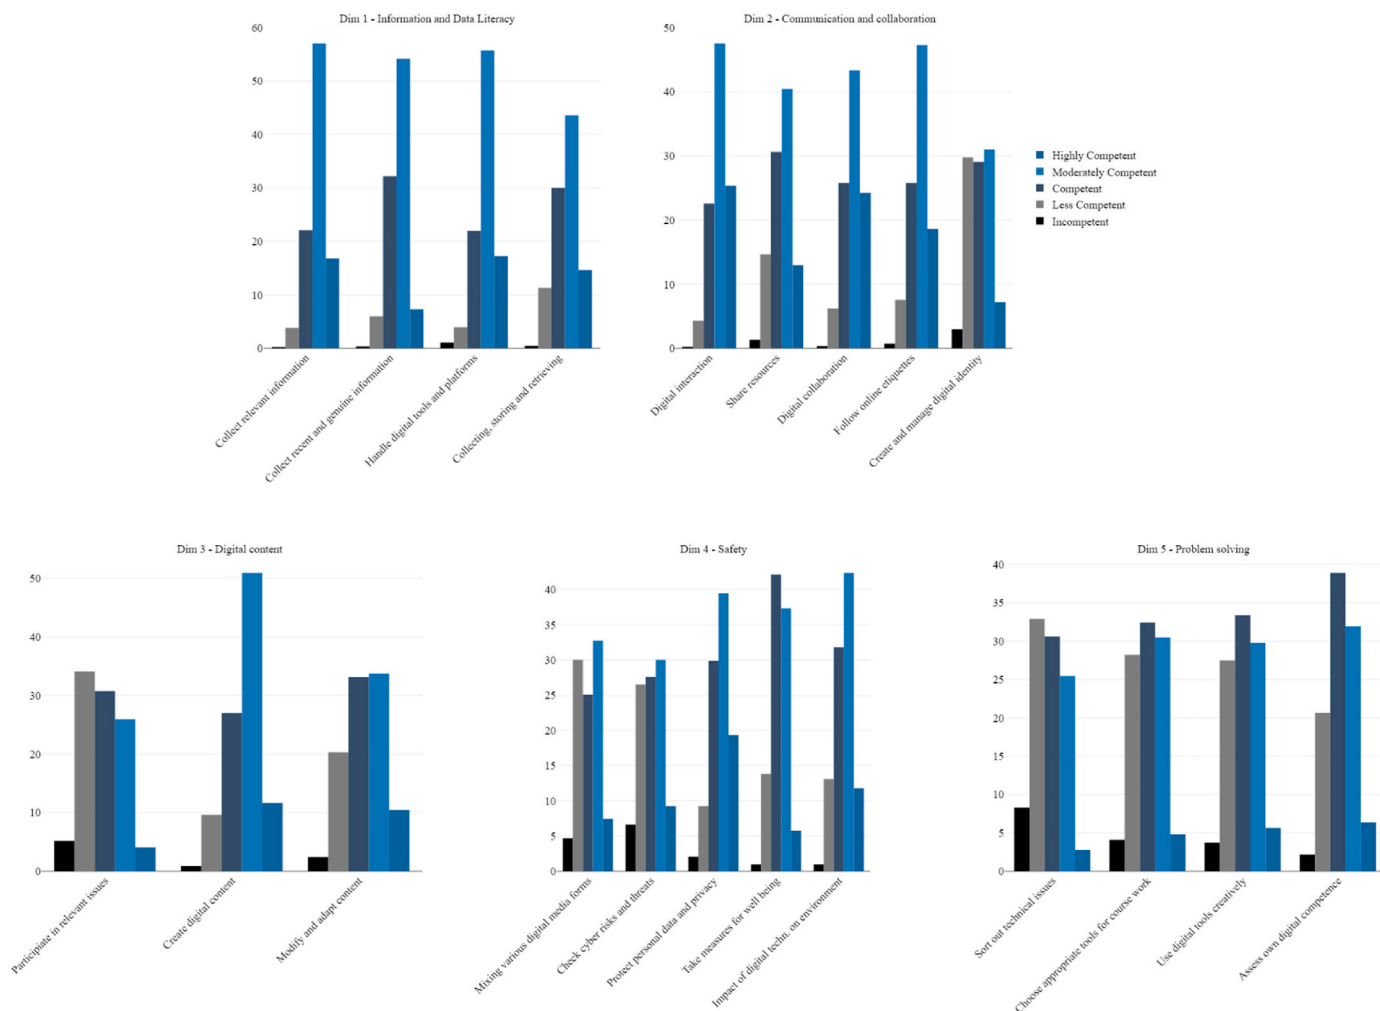 Dim 1 - Information and Data Literacy
60
50
40
30
20
10
0
Collect relevant information
Collect recent and genuine information
Handle digital tools and platforms
Collecting, storing and retrieving
Dim 2 - Communication and collaboration
50
40
30
20
10
0
Digital interaction
Share resources
Digital collaboration
Follow online etiquettes
Create and manage digital identity
Highly Competent
Moderately Competent
Competent
Less Competent
Incompetent
Dim 3 - Digital content
50
40
30
20
10
0
Participiate in relevant issues
Create digital content
Modify and adapt content
Dim 4 - Safety
40
35
30
25
20
15
10
5
0
Mixing various digital media forms
Check cyber risks and threats
Protect personal data and privacy
Take measures for well being
Impact of digital techn. on environment
Dim 5 - Problem solving
40
35
30
25
20
15
10
5
0
Sort out technical issues
Choose appropriate tools for course work
Use digital tools creatively
Assess own digital competence